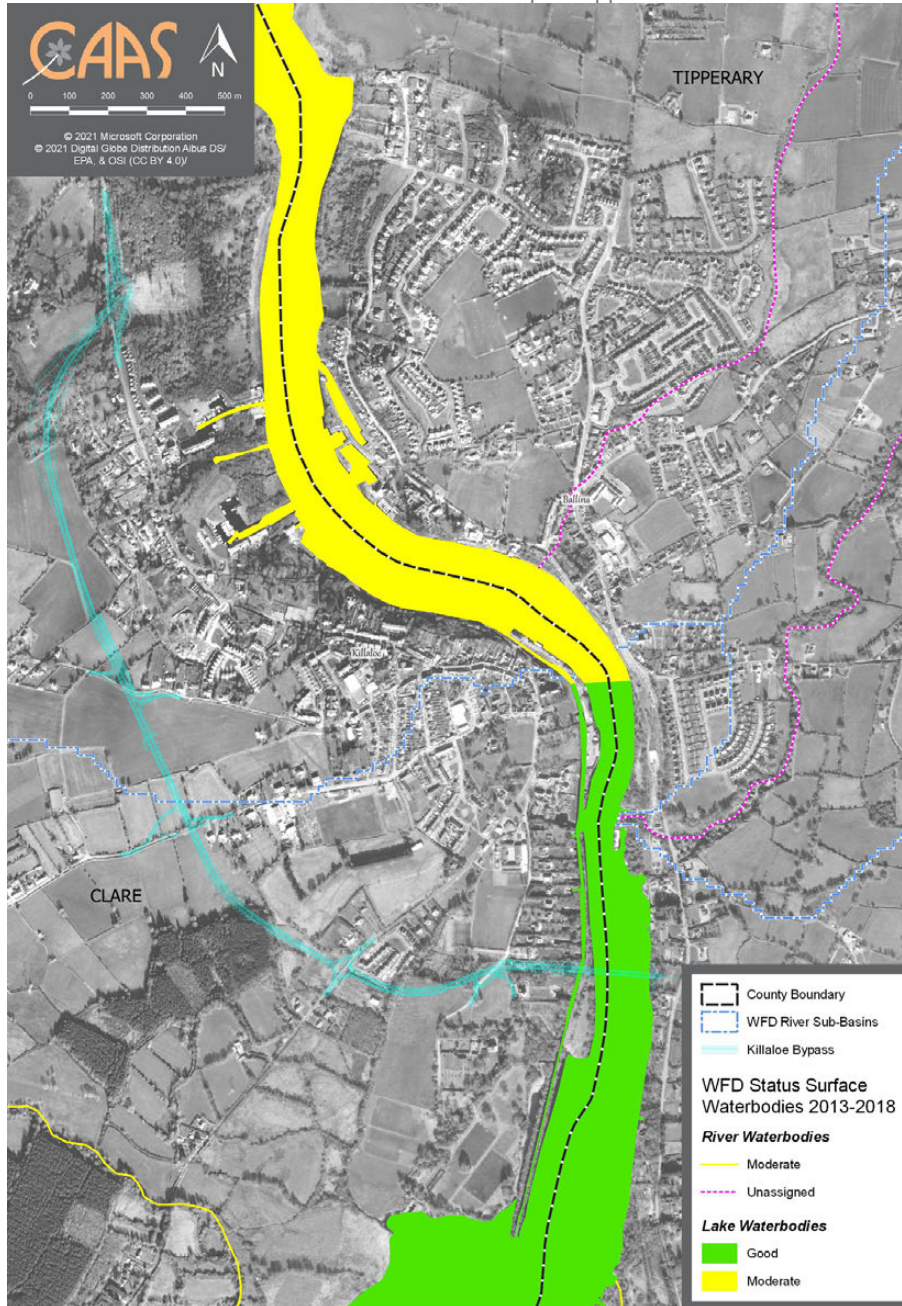 CAAS
N
0 100 200 300 400 500 m
© 2021 Microsoft Corporation
© 2021 Digital Globe Distribution Aibus DS/
EPA, & OSI (CC BY 4.0)/
TIPPERARY
Ballina
Killaloe
CLARE
County Boundary
WFD River Sub-Basins
Killaloe Bypass
WFD Status Surface
Waterbodies 2013-2018
River Waterbodies
Moderate
Unassigned
Lake Waterbodies
Good
Moderate